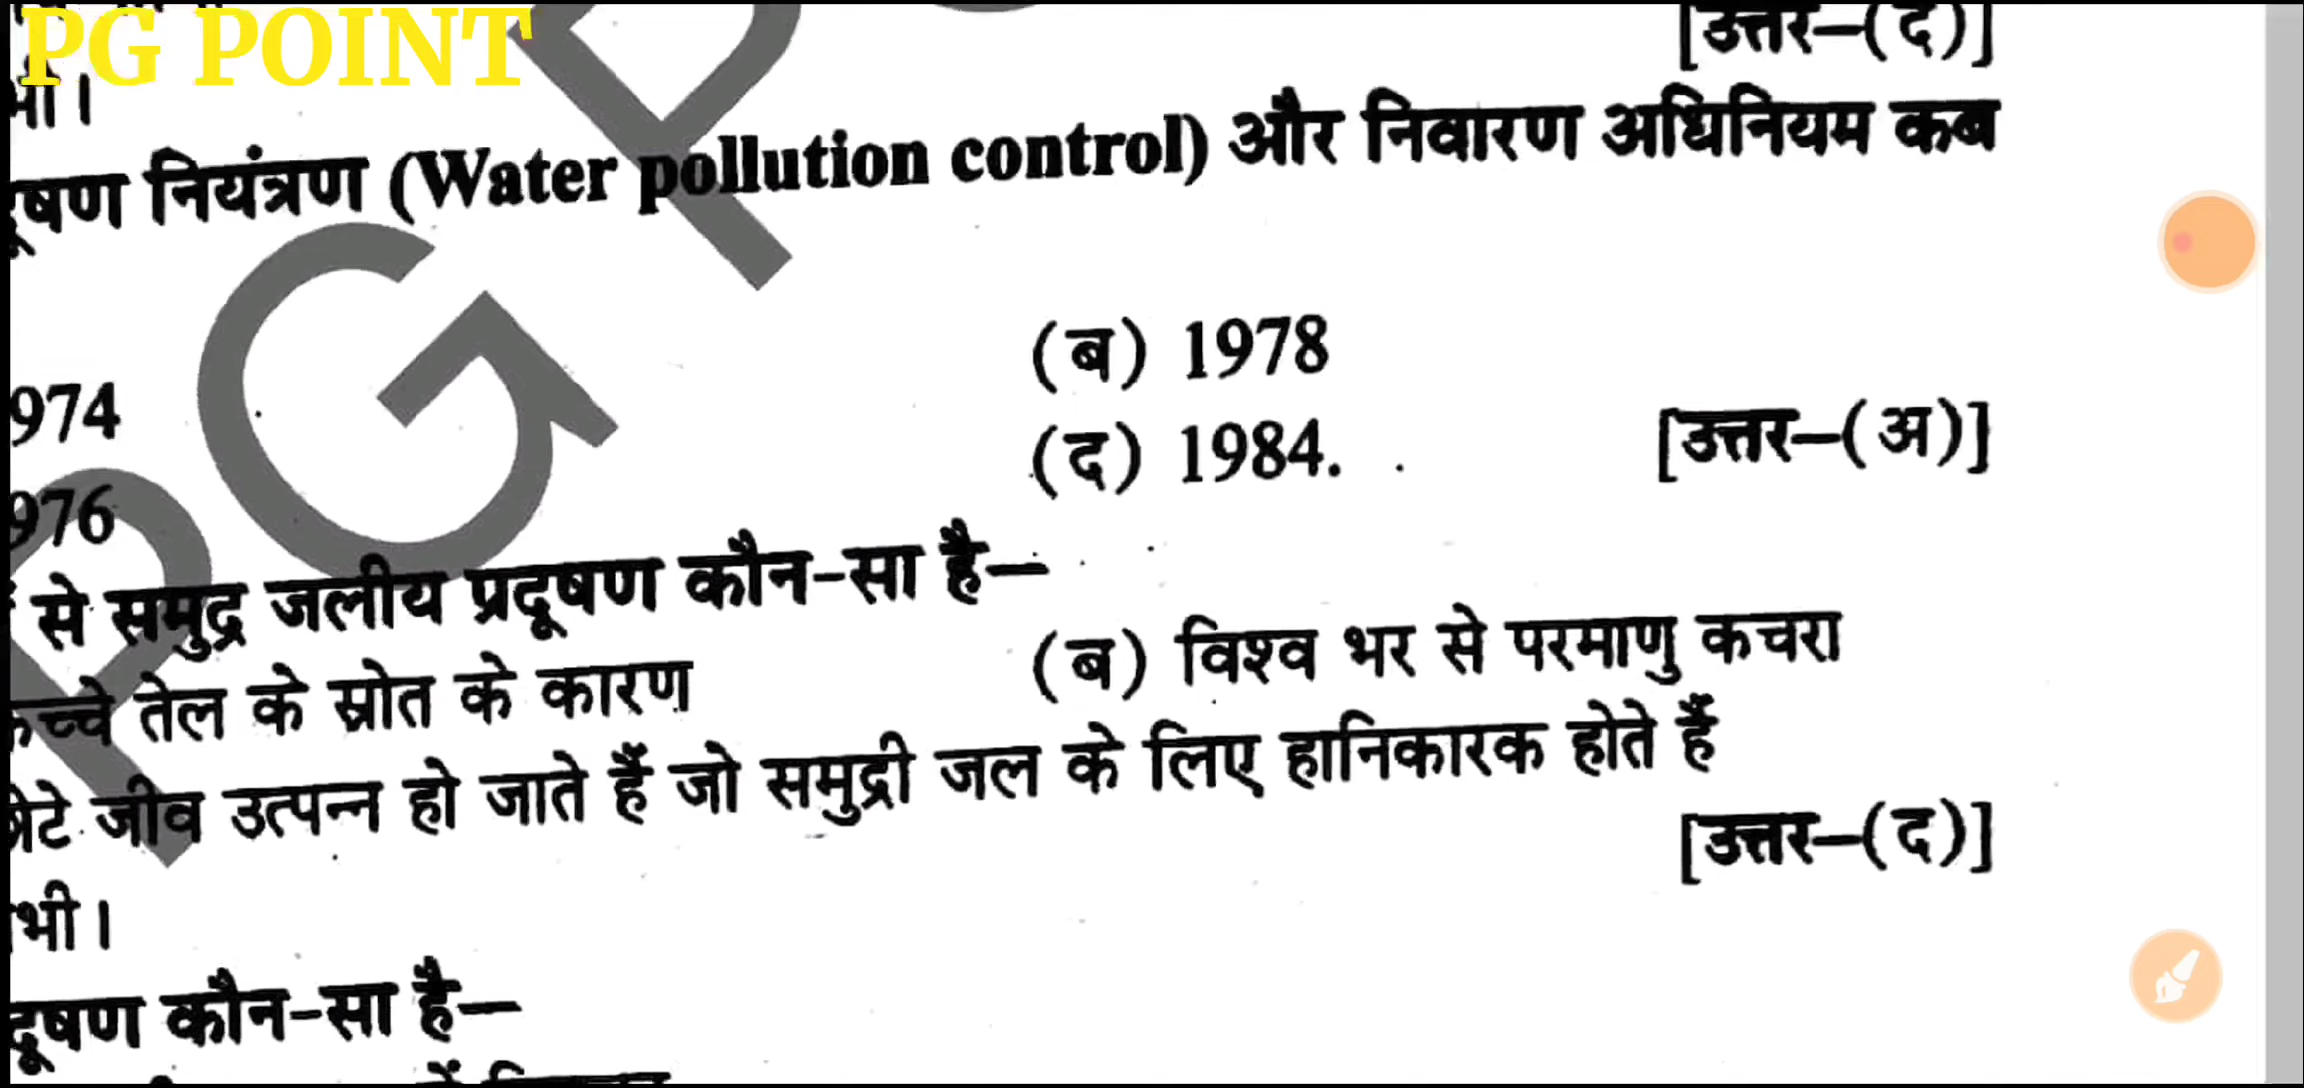 PG POINT
[उत्तर–(द)]
नियंत्रण (Water pollution control) और निवारण अधिनियम कब
(ब) 1978
974
(द) 1984.
[उत्तर–(अ)]
976
से समुद्र जलीय प्रदूषण कौन-सा है—
तेल के स्रोत के कारण
(ब) विश्व भर से परमाणु कचरा
जीव उत्पन्न हो जाते हैं जो समुद्री जल के लिए हानिकारक होते हैं
[उत्तर–(द)]
भी।
दूषण कौन-सा है—